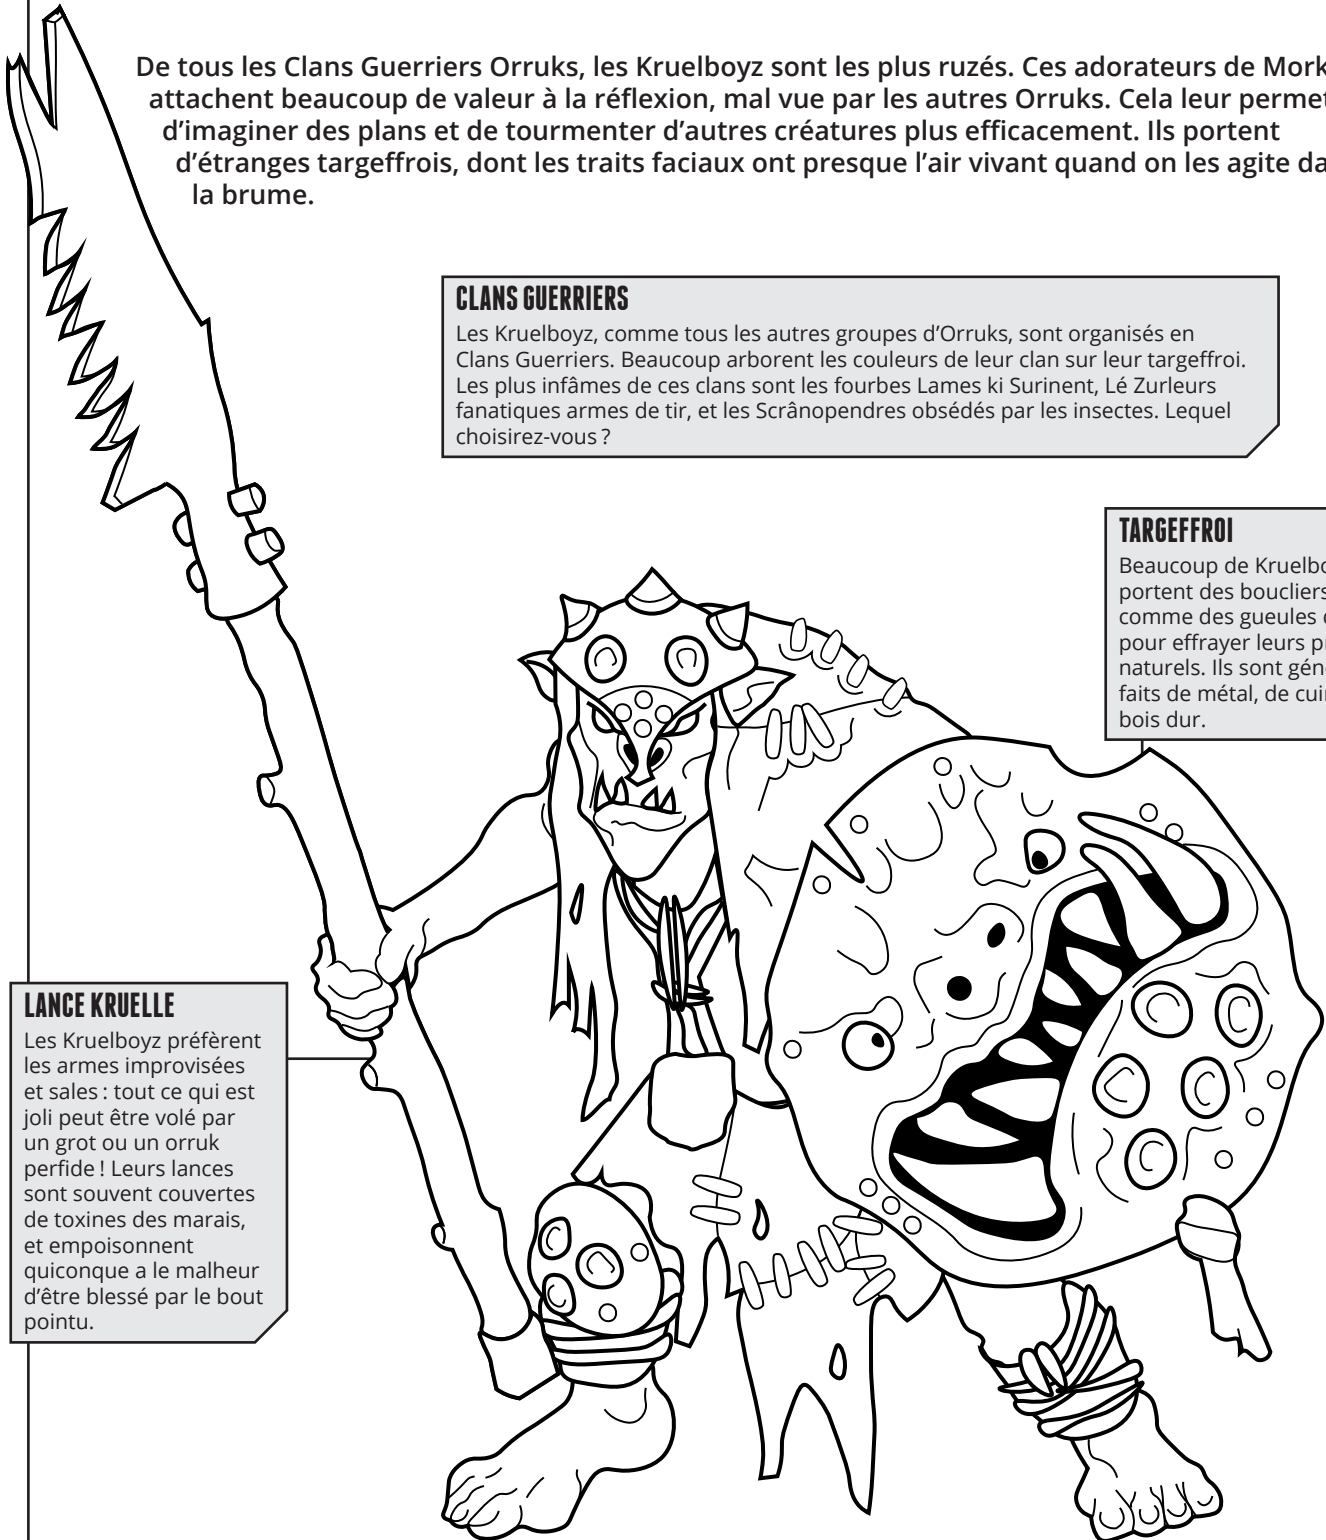 De tous les Clans Guerriers Orruks, les Kruelboyz sont les plus ruzés. Ces adorateurs de Mork
attachent beaucoup de valeur à la réflexion, mal vue par les autres Orruks. Cela leur permet
d’imaginer des plans et de tourmenter d’autres créatures plus efficacement. Ils portent
d’étranges targeffrois, dont les traits faciaux ont presque l’air vivant quand on les agite
la brume.
CLANS GUERRIERS
Les Kruelboyz, comme tous les autres groupes d’Orruks, sont organisés en
Clans Guerriers. Beaucoup arborent les couleurs de leur clan sur leur targeffroi.
Les plus infâmes de ces clans sont les fourbes Lames ki Surinent, Lé Zurleurs
fanatiques armes de tir, et les Scrânopendres obsédés par les insectes. Lequel
choisirez-vous ?
TARGEFFROI
Beaucoup de
portent des boucliers
comme des gueules
pour effrayer leurs
naturels. Ils sont
faits de métal, de
bois dur.
LANCE KRUELLE
Les Kruelboyz préfèrent
les armes improvisées
et sales : tout ce qui est
joli peut être volé par
un grot ou un orruk
perfide ! Leurs lances
sont souvent couvertes
de toxines des marais,
et empoisonnent
quiconque a le malheur
d’être blessé par le bout
pointu.